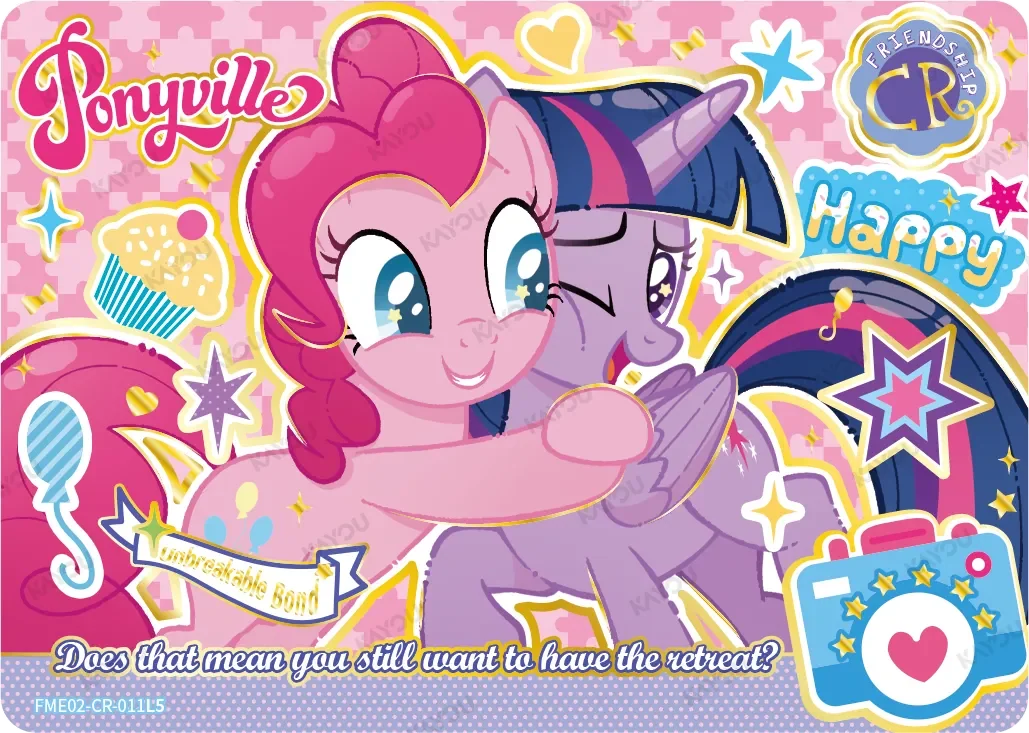 Ponyville
FRIENDSHIP
CR
Happy
unbreakable Bond
Does that mean you still want to have the retreat?
FME02-CR-011L5
KAYOU